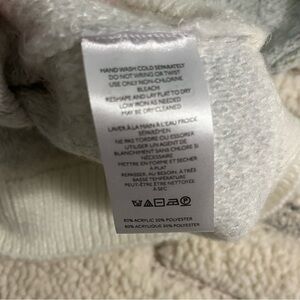 HAND WASH COLD SEPARATELY
DO NOT WRING OR TWIST
USE ONLY NON-CHLORINE
BLEACH
RESHAPE AND LAY FLAT TO DRY
LOW IRON AS NEEDED
MAY BE DRY CLEANED
LAVER À LA MAIN À L'EAU FROIDE
SÉPARÉMEN
NE PAS TORDRE OU ESSORER
UTILISER UN AGENT DE
BLANCHIMENT SANS CHLORE SI
NÉCESSAIRE
METTRE EN FORME ET SECHER
À PLAT
REPASSER, AU BESOIN, À TRÈS
BASSE TEMPÉRATURE
PEUT-ÊTRE ÊTRE NETTOYÉE
À SEC
80% ACRYLIC 20% POLYESTER
80% ACRYLIQUE 20% POLYESTER